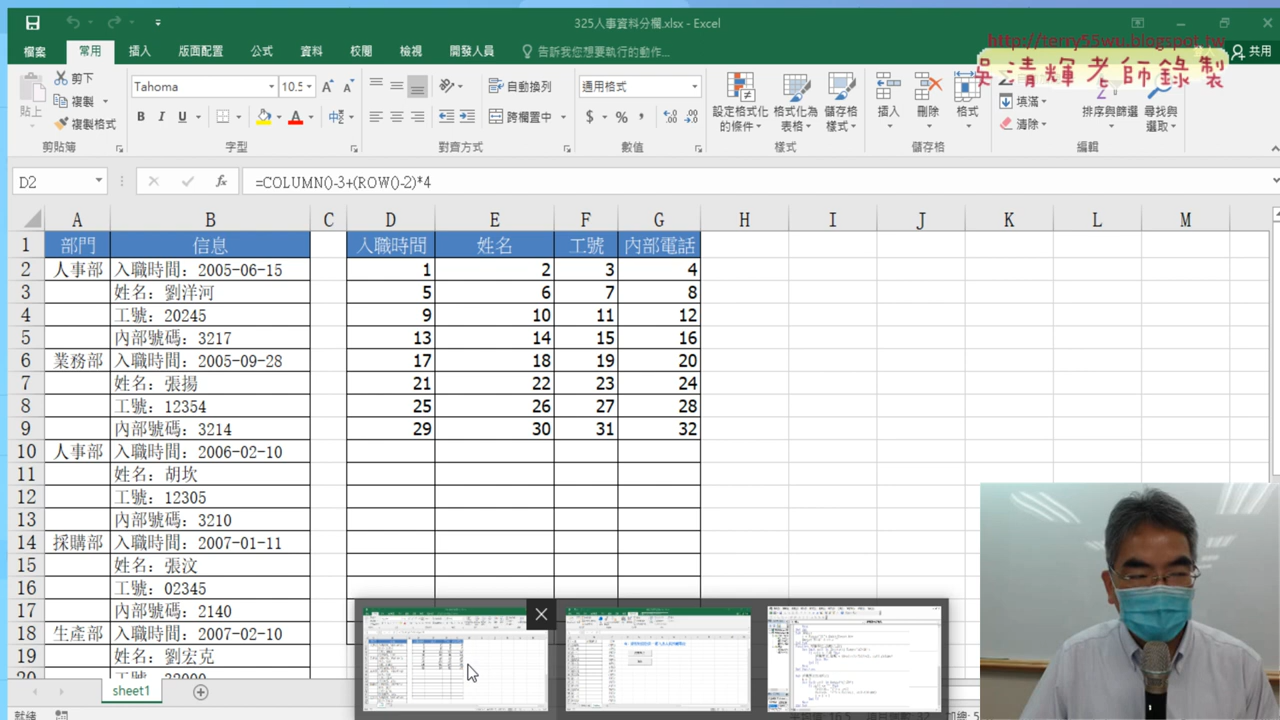 325人事資料分欄.xlsx - Excel
http://terry55wu.blogspot.tw
吳清輝老師錄製
檔案 常用 插入 版面配置 公式 資料 校閱 檢視 開發人員 告訴我您想要執行的動作... 共用
貼上 剪下 複製 複製格式 剪貼簿
Tahoma 10.5 B I U 中 字型
自動換列 跨欄置中 對齊方式
通用格式 $ % 數值
設定格式化的條件 格式化為表格 儲存格樣式 樣式
插入 刪除 格式 儲存格
填滿 清除 排序與篩選 尋找與選取 編輯
D2 fx =COLUMN()-3+(ROW()-2)*4
A B C D E F G H I J K L M
1 部門 信息 入職時間 姓名 工號 內部電話
2 人事部 入職時間：2005-06-15 1 2 3 4
3 姓名：劉洋河 5 6 7 8
4 工號：20245 9 10 11 12
5 內部號碼：3217 13 14 15 16
6 業務部 入職時間：2005-09-28 17 18 19 20
7 姓名：張揚 21 22 23 24
8 工號：12354 25 26 27 28
9 內部號碼：3214 29 30 31 32
10 人事部 入職時間：2006-02-10
11 姓名：胡坎
12 工號：12305
13 內部號碼：3210
14 採購部 入職時間：2007-01-11
15 姓名：張汶
16 工號：02345
17 內部號碼：2140
18 生產部 入職時間：2007-02-10
19 姓名：劉宏克
sheet1
就緒